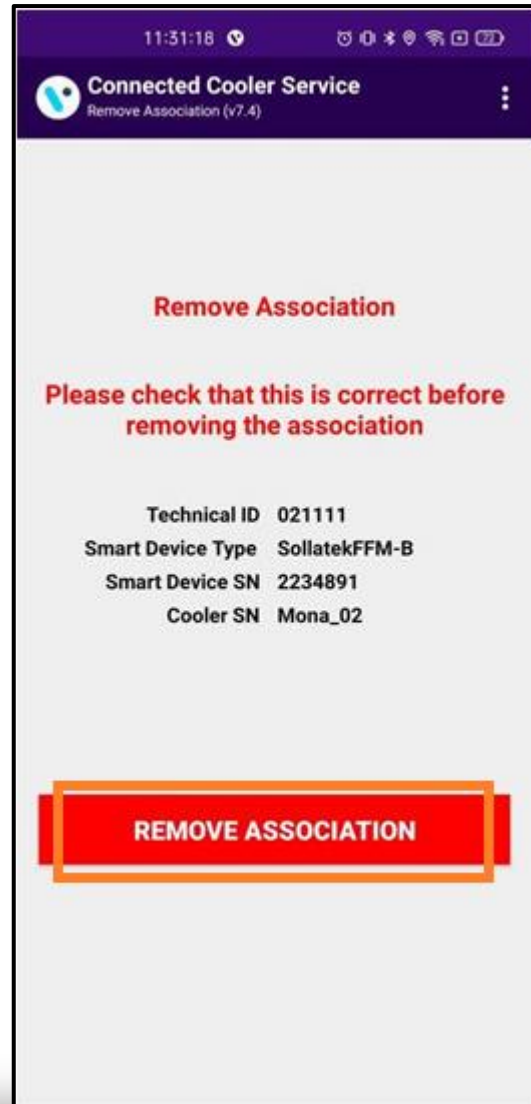 11:31:18
72
Connected Cooler Service
Remove Association (v7.4)
Remove Association
Please check that this is correct before
removing the association
Technical ID 021111
Smart Device Type SollatekFFM-B
Smart Device SN 2234891
Cooler SN Mona_02
REMOVE ASSOCIATION